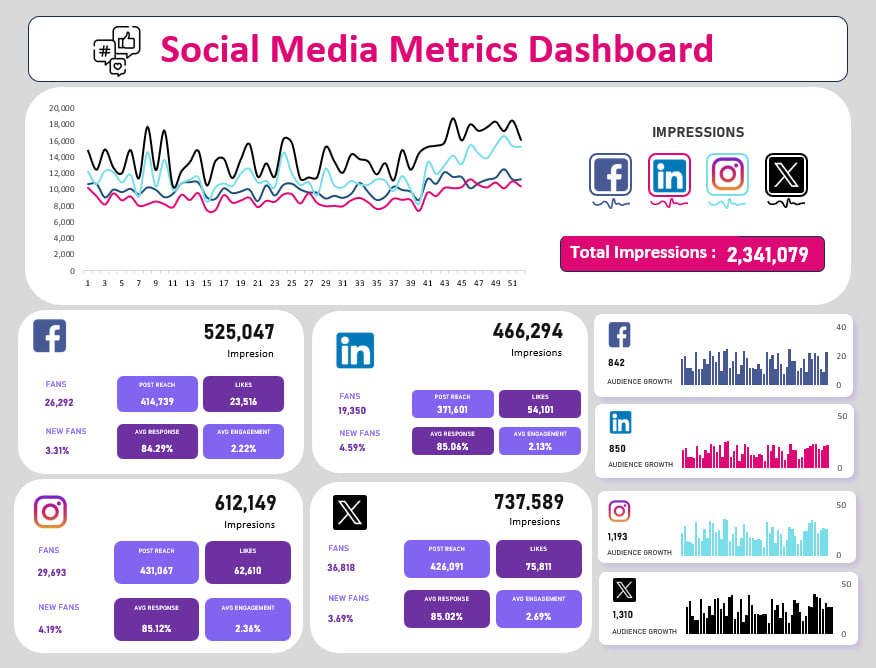 #
Social Media Metrics Dashboard
20,000
18,000
16,000
14,000
12,000
10,000
8,000
6,000
4,000
2,000
0
1 3 5 7 9 11 13 15 17 19 21 23 25 27 29 31 33 35 37 39 41 43 45 47 49 51
IMPRESSIONS
f in X
Total Impressions : 2,341,079
f
525,047
Impresion
FANS
26,292
POST REACH
414,739
LIKES
23,516
NEW FANS
3.31%
AVG RESPONSE
84.29%
AVG ENGAGEMENT
2.22%
in
466,294
Impresions
FANS
19,350
POST REACH
371,601
LIKES
54,101
NEW FANS
4.59%
AVG RESPONSE
85.06%
AVG ENGAGEMENT
2.13%
f
842
AUDIENCE GROWTH
40
20
0
in
850
AUDIENCE GROWTH
50
0
612,149
Impresions
FANS
29,693
POST REACH
431,067
LIKES
62,610
NEW FANS
4.19%
AVG RESPONSE
85.12%
AVG ENGAGEMENT
2.36%
X
737.589
Impresions
FANS
36,818
POST REACH
426,091
LIKES
75,811
NEW FANS
3.69%
AVG RESPONSE
85.02%
AVG ENGAGEMENT
2.69%
1,193
AUDIENCE GROWTH
50
0
X
1,310
AUDIENCE GROWTH
50
0